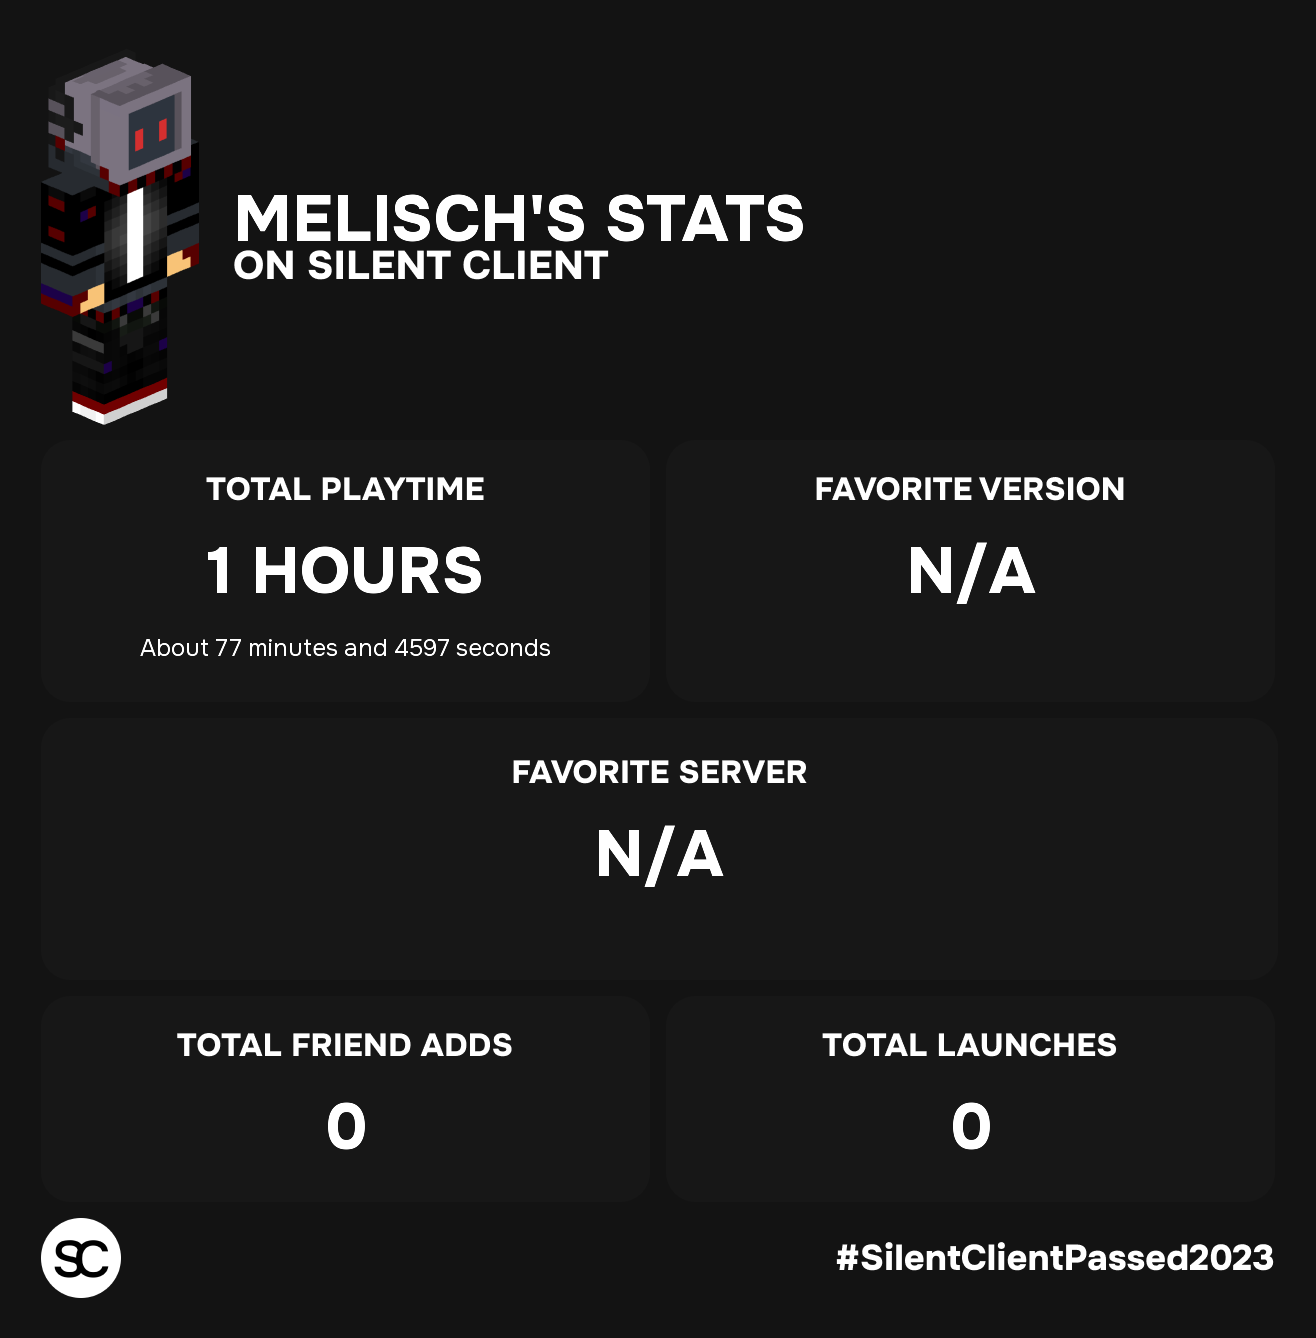 MELISCH'S STATS
ON SILENT CLIENT
TOTAL PLAYTIME
1 HOURS
About 77 minutes and 4597 seconds
FAVORITE VERSION
N/A
FAVORITE SERVER
N/A
TOTAL FRIEND ADDS
0
TOTAL LAUNCHES
0
SC
#SilentClientPassed2023